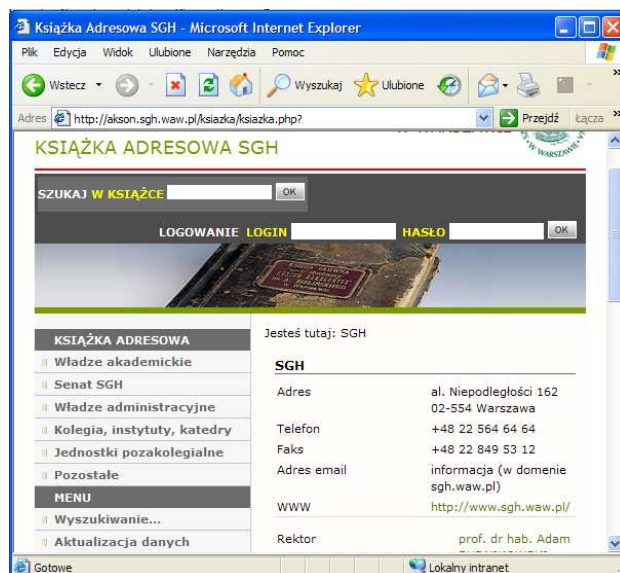 Książka Adresowa SGH - Microsoft Internet Explorer
Plik Edycja Widok Ulubione Narzędzia Pomoc
Wstecz Wyszukaj Ulubione »
Adres http://akson.sgh.waw.pl/ksiazka/ksiazka.php? Przejdź Łącza »
KSIĄŻKA ADRESOWA SGH
WARSZAW
SZUKAJ W KSIĄŻCE OK
LOGOWANIE LOGIN HASŁO OK
KSIĄŻKA ADRESOWA
Władze akademickie
Senat SGH
Władze administracyjne
Kolegia, instytuty, katedry
Jednostki pozakolegialne
Pozostałe
MENU
Wyszukiwanie...
Aktualizacja danych
Jesteś tutaj: SGH
SGH
Adres al. Niepodległości 162
02-554 Warszawa
Telefon +48 22 564 64 64
Faks +48 22 849 53 12
Adres email informacja (w domenie
sgh.waw.pl)
WWW http://www.sgh.waw.pl/
Rektor prof. dr hab. Adam
Gotowe Lokalny intranet